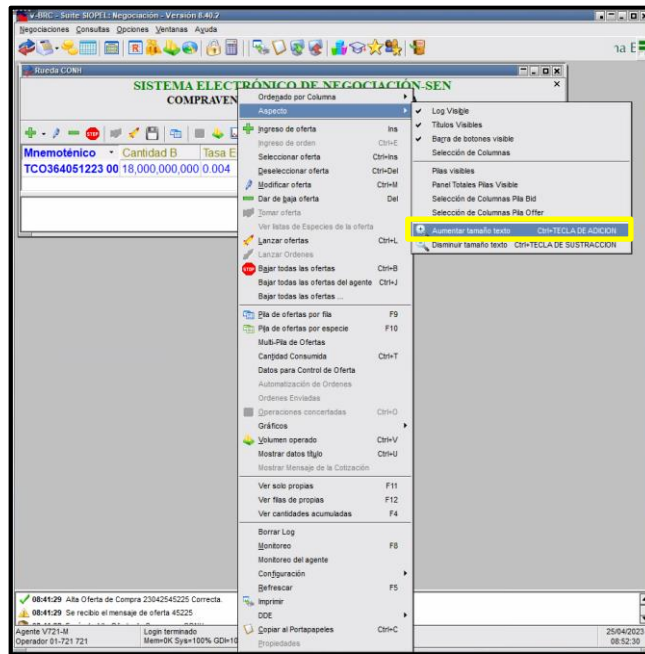 v-BRC - Suite SIOPEL: Negociación - Versión 8.40.2
Negociaciones Consultas Opciones Ventanas Ayuda
na E
Rueda CONH
SISTEMA ELECTRÓNICO DE NEGOCIACIÓN-SEN
COMPRAVEN
Mnemotécnico Cantidad B Tasa E
TCO364051223 00 18,000,000,000 0.004
Ordenado por Columna
Aspecto
Ingreso de oferta Ins
Ingreso de orden Ctrl+E
Seleccionar oferta Ctrl+Ins
Deseleccionar oferta Ctrl+Del
Modificar oferta Ctrl+M
Dar de baja oferta Del
Tomar oferta
Ver listas de Especies de la oferta
Lanzar ofertas Ctrl+L
Lanzar Ordenes
STOP Bajar todas las ofertas Ctrl+B
Bajar todas las ofertas del agente Ctrl+J
Bajar todas las ofertas ...
Pila de ofertas por fila F9
Pila de ofertas por especie F10
Multi-Pila de Ofertas
Cantidad Consumida Ctrl+T
Datos para Control de Oferta
Automatización de Ordenes
Ordenes Enviadas
Operaciones concertadas Ctrl+O
Gráficos
Volumen operado Ctrl+V
Mostrar datos título Ctrl+U
Mostrar Mensaje de la Cotización
Ver solo propias F11
Ver filas de propias F12
Ver cantidades acumuladas F4
Borrar Log
Monitoreo F8
Monitoreo del agente
Configuración
Refrescar F5
Imprimir
DDE
Copiar al Portapapeles Ctrl+C
Propiedades
Log Visible
Títulos Visibles
Barra de botones visible
Selección de Columnas
Pilas visibles
Panel Totales Pilas Visible
Selección de Columnas Pila Bid
Selección de Columnas Pila Offer
Aumentar tamaño texto Ctrl+TECLA DE ADICION
Disminuir tamaño texto Ctrl+TECLA DE SUSTRACCION
08:41:29 Alta Oferta de Compra 23042545225 Correcta.
08:41:29 Se recibio el mensaje de oferta 45225
Agente V721-M Login terminado 25/04/2023
Operador 01-721 721 Mem=0K Sys=100% GDI=10 08:52:30